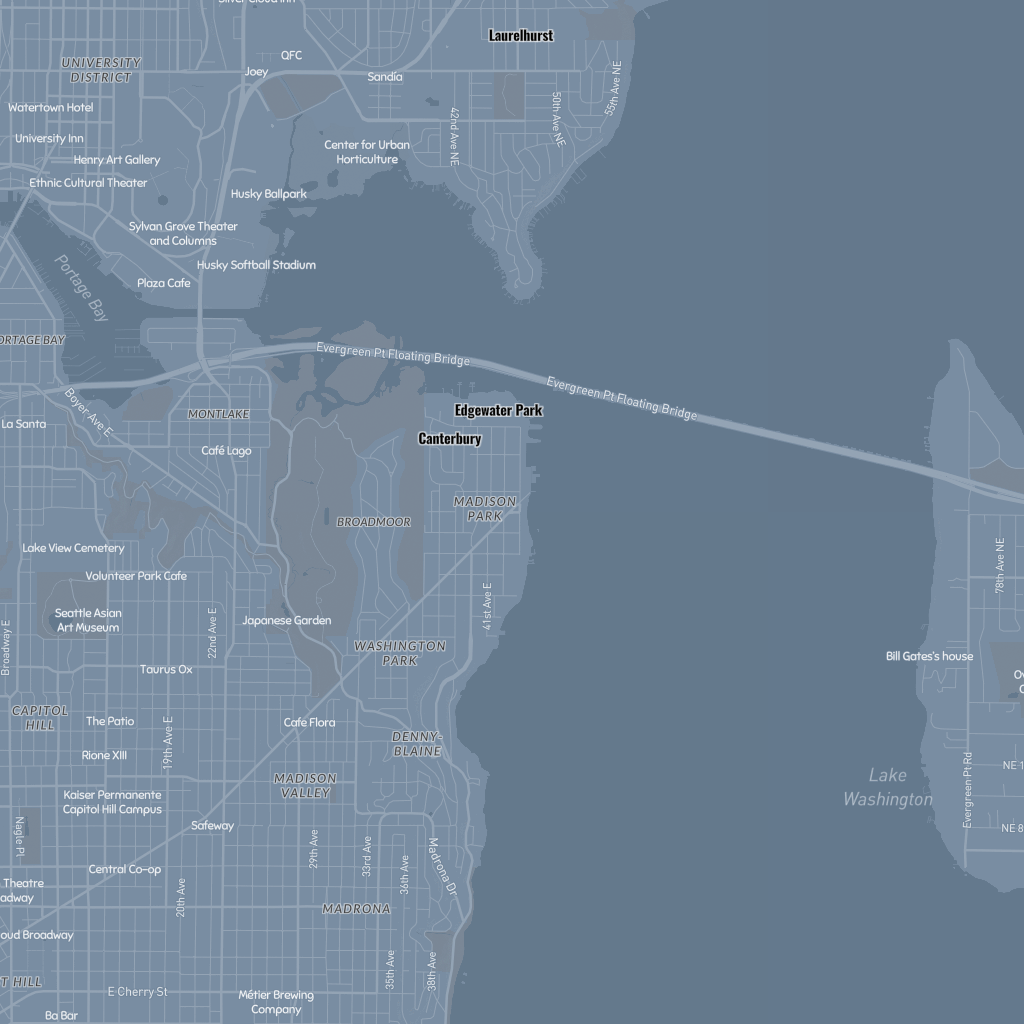 Silver Cloud Inn
Laurelhurst
QFC
UNIVERSITY
DISTRICT
Joey
Sandía
55th Ave NE
50th Ave NE
42nd Ave NE
Watertown Hotel
University Inn
Center for Urban
Horticulture
Henry Art Gallery
Ethnic Cultural Theater
Husky Ballpark
Sylvan Grove Theater
and Columns
Husky Softball Stadium
Plaza Cafe
Portage Bay
ORTAGE BAY
Evergreen Pt Floating Bridge
Evergreen Pt Floating Bridge
Boyer Ave E
MONTLAKE
Edgewater Park
La Santa
Canterbury
Café Lago
MADISON
PARK
BROADMOOR
Lake View Cemetery
78th Ave NE
Volunteer Park Cafe
Seattle Asian
Art Museum
Japanese Garden
41st Ave E
22nd Ave E
Broadway E
WASHINGTON
PARK
Bill Gates's house
Taurus Ox
Ov
C
CAPITOL
HILL
The Patio
Cafe Flora
19th Ave E
DENNY-
BLAINE
Rione XIII
NE 1
MADISON
VALLEY
Lake
Washington
Evergreen Pt Rd
Kaiser Permanente
Capitol Hill Campus
Safeway
NE 8
Nagle Pl
29th Ave
33rd Ave
36th Ave
Madrona Dr
Central Co-op
Theatre
adway
20th Ave
MADRONA
oud Broadway
35th Ave
38th Ave
T HILL
E Cherry St
Métier Brewing
Company
Ba Bar